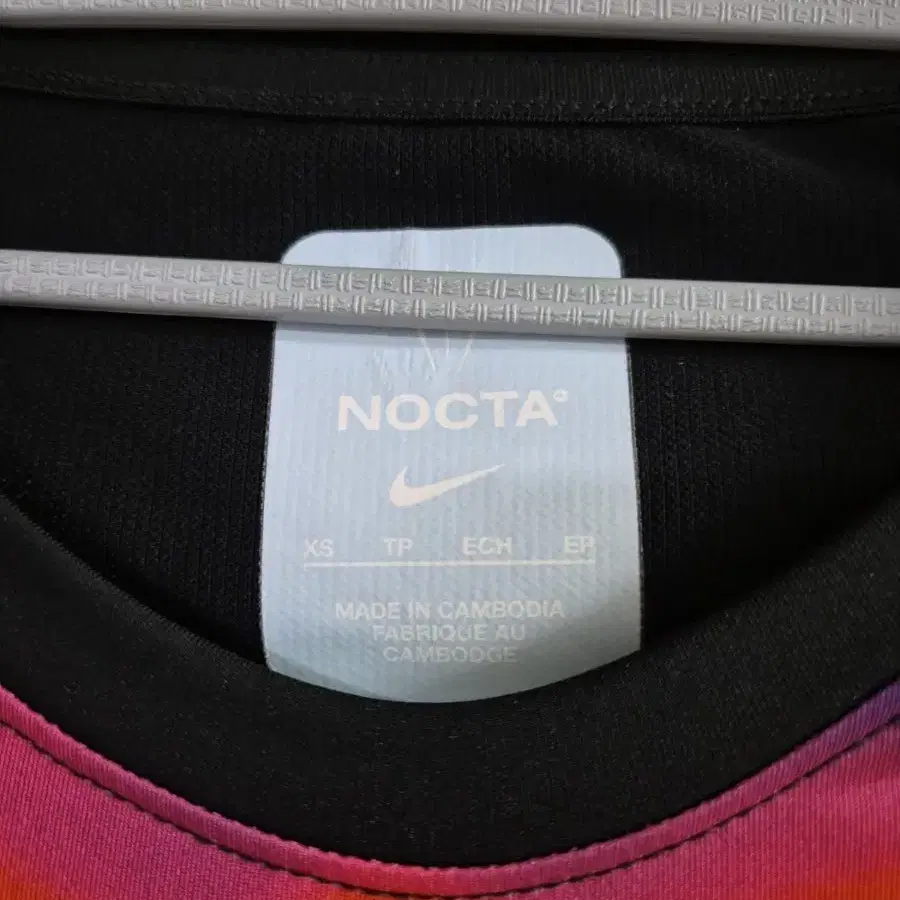 NOCTA
XS TP ECH EP
MADE IN CAMBODIA
FABRIQUE AU
CAMBODGE